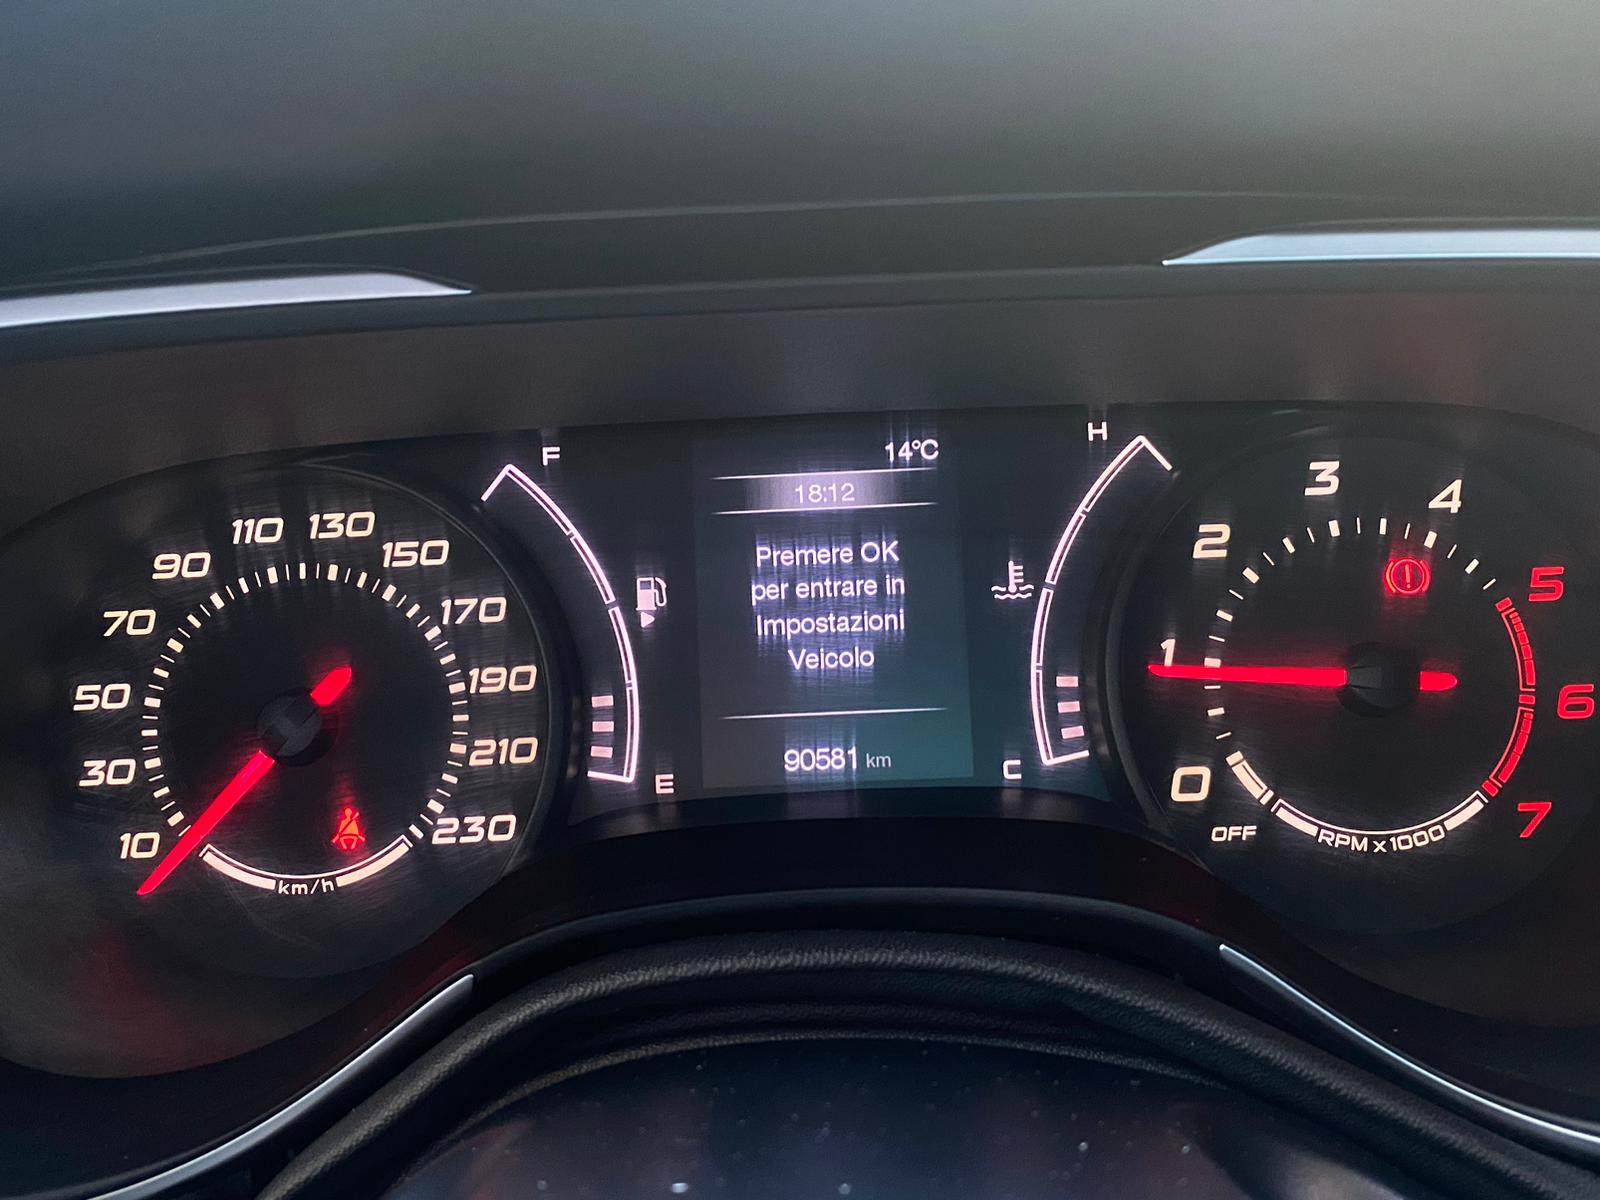 10
30
50
70
90
110
130
150
170
190
210
230
km/h
F
E
14°C
18:12
Premere OK
per entrare in
Impostazioni
Veicolo
90581 km
H
C
OFF
0
1
2
3
4
5
6
7
RPM x 1000